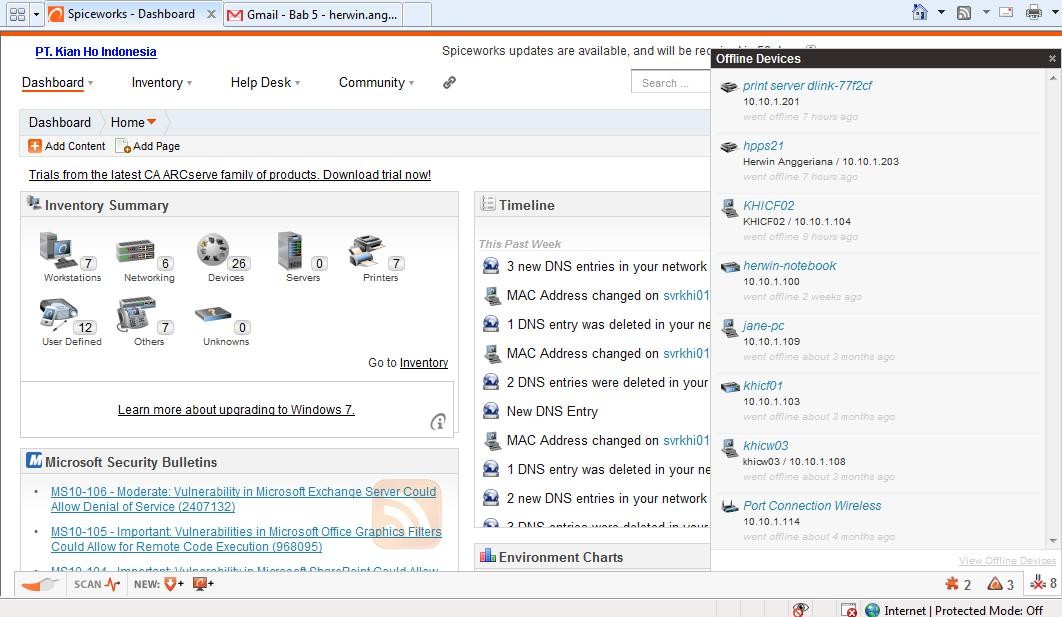 Spiceworks - Dashboard
Gmail - Bab 5 - herwin.ang...
PT. Kian Ho Indonesia
Spiceworks updates are available, and will be
Dashboard Inventory Help Desk Community
Search ...
Dashboard Home
Add Content Add Page
Trials from the latest CA ARCserve family of products. Download trial now!
Inventory Summary
7 6 26 0 7
Workstations Networking Devices Servers Printers
12 7 0
User Defined Others Unknowns
Go to Inventory
Learn more about upgrading to Windows 7.
Microsoft Security Bulletins
• MS10-106 - Moderate: Vulnerability in Microsoft Exchange Server Could
Allow Denial of Service (2407132)
• MS10-105 - Important: Vulnerabilities in Microsoft Office Graphics Filters
Could Allow for Remote Code Execution (968095)
• MS10-104 - Important: Vulnerability in Microsoft SharePoint Could Allow
Timeline
This Past Week
3 new DNS entries in your network
MAC Address changed on svrkhi01
1 DNS entry was deleted in your ne
MAC Address changed on svrkhi01
2 DNS entries were deleted in your
New DNS Entry
MAC Address changed on svrkhi01
1 DNS entry was deleted in your ne
2 new DNS entries in your network
3 DNS entries were deleted in your
Environment Charts
Offline Devices
print server dlink-77f2cf
10.10.1.201
went offline 7 hours ago
hpps21
Herwin Anggeriana / 10.10.1.203
went offline 7 hours ago
KHICF02
KHICF02 / 10.10.1.104
went offline 8 hours ago
herwin-notebook
10.10.1.100
went offline 2 weeks ago
jane-pc
10.10.1.109
went offline about 3 months ago
khicf01
10.10.1.103
went offline about 3 months ago
khicw03
khicw03 / 10.10.1.108
went offline about 3 months ago
Port Connection Wireless
10.10.1.114
went offline about 4 months ago
View Offline Devices
SCAN NEW: + + 2 3 8
Internet | Protected Mode: Off